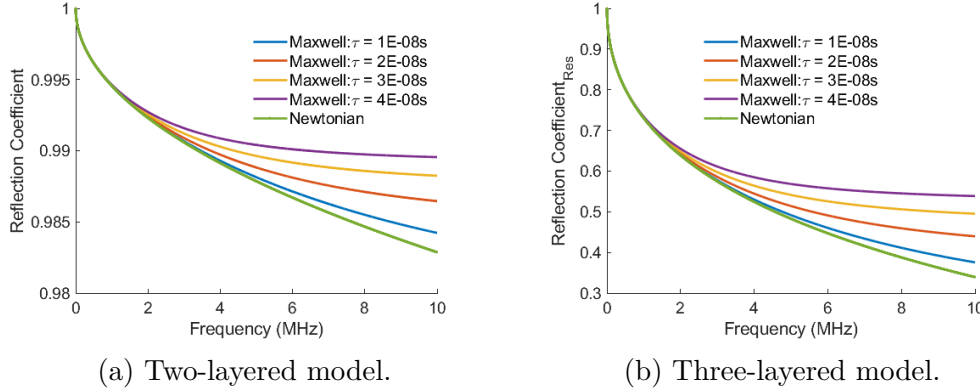 1
0.995
0.99
0.985
0.98
Reflection Coefficient
Maxwell:τ = 1E-08s
Maxwell:τ = 2E-08s
Maxwell:τ = 3E-08s
Maxwell:τ = 4E-08s
Newtonian
0 2 4 6 8 10
Frequency (MHz)
(a) Two-layered model.
1
0.9
0.8
0.7
0.6
0.5
0.4
0.3
Reflection Coefficient_Res
Maxwell:τ = 1E-08s
Maxwell:τ = 2E-08s
Maxwell:τ = 3E-08s
Maxwell:τ = 4E-08s
Newtonian
0 2 4 6 8 10
Frequency (MHz)
(b) Three-layered model.